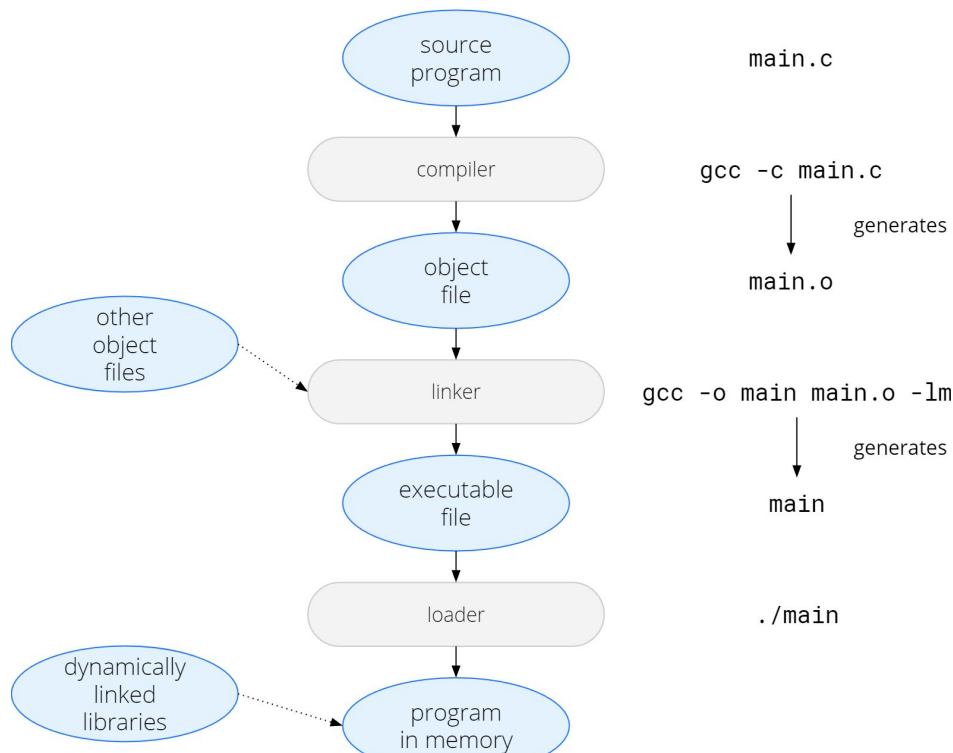 source
program
main.c
compiler
gcc -c main.c
generates
object
file
main.o
other
object
files
linker
gcc -o main main.o -lm
generates
executable
file
main
loader
./main
dynamically
linked
libraries
program
in memory